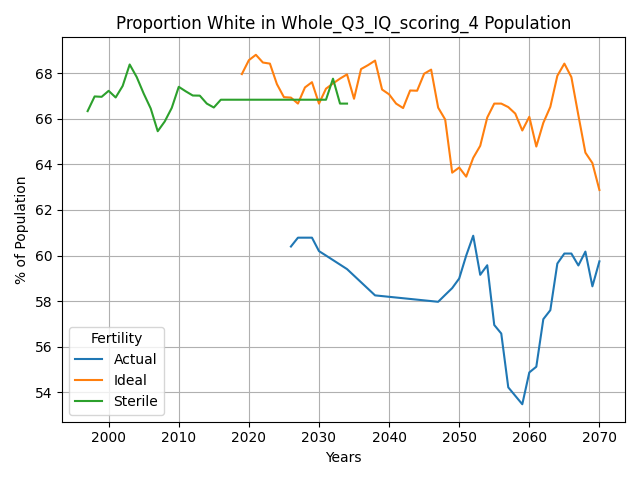 Proportion White in Whole_Q3_IQ_scoring_4 Population
% of Population
68
66
64
62
60
58
56
54
Fertility
Actual
Ideal
Sterile
2000 2010 2020 2030 2040 2050 2060 2070
Years